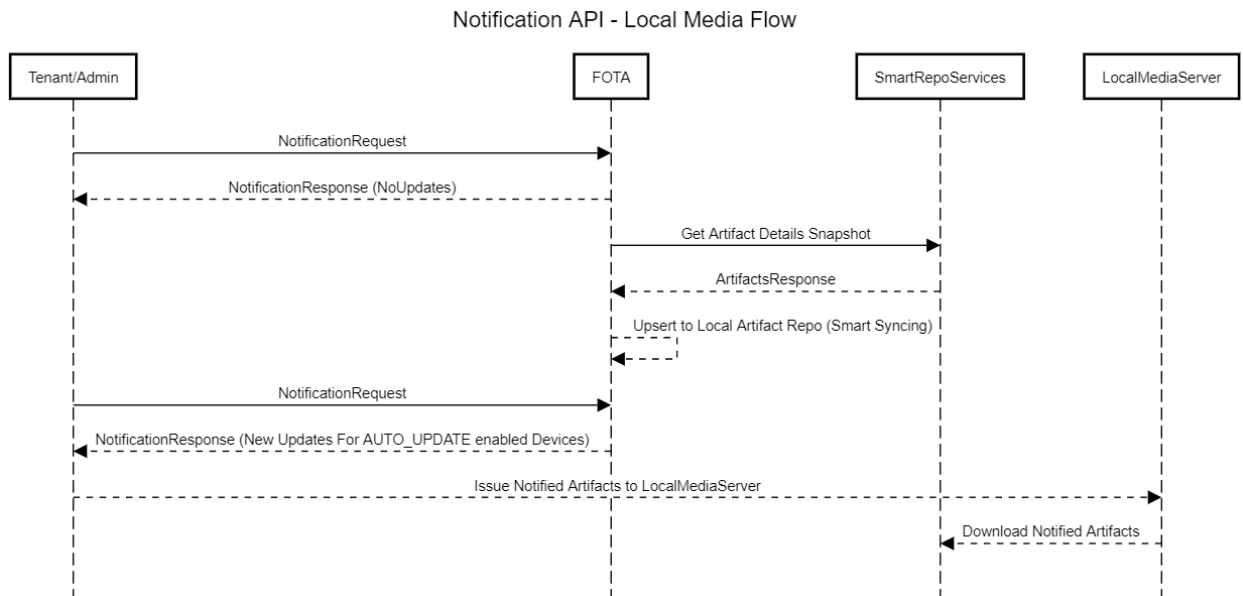 Notification API - Local Media Flow
Tenant/Admin
FOTA
SmartRepoServices
LocalMediaServer
NotificationRequest
NotificationResponse (NoUpdates)
Get Artifact Details Snapshot
ArtifactsResponse
Upsert to Local Artifact Repo (Smart Syncing)
NotificationRequest
NotificationResponse (New Updates For AUTO_UPDATE enabled Devices)
Issue Notified Artifacts to LocalMediaServer
Download Notified Artifacts